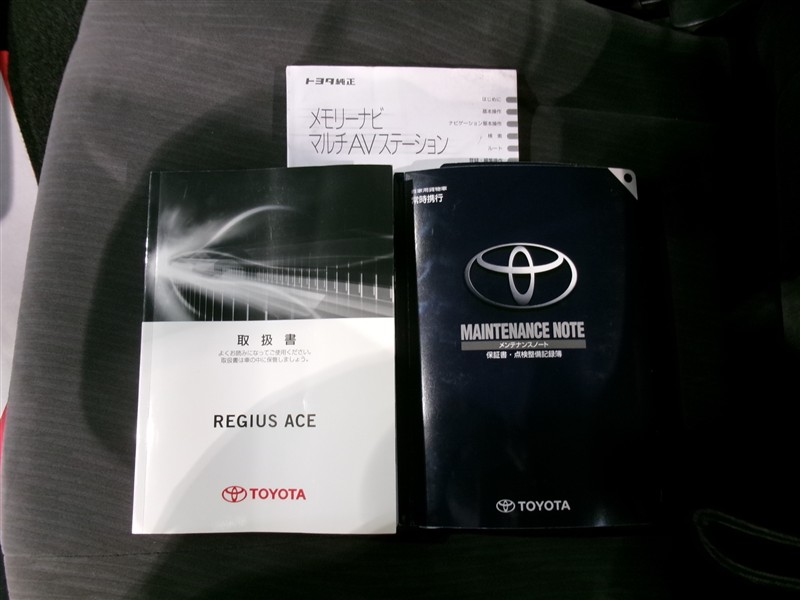 トヨタ純正
メモリーナビ
マルチAVステーション
はじめに
基本操作
ナビゲーション基本操作
検索
ルート
取扱書
よくお読みになってご使用ください。
取扱書は車の中に保管しましょう。
REGIUS ACE
TOYOTA
常時携行
MAINTENANCE NOTE
メンテナンスノート
保証書・点検整備記録簿
TOYOTA